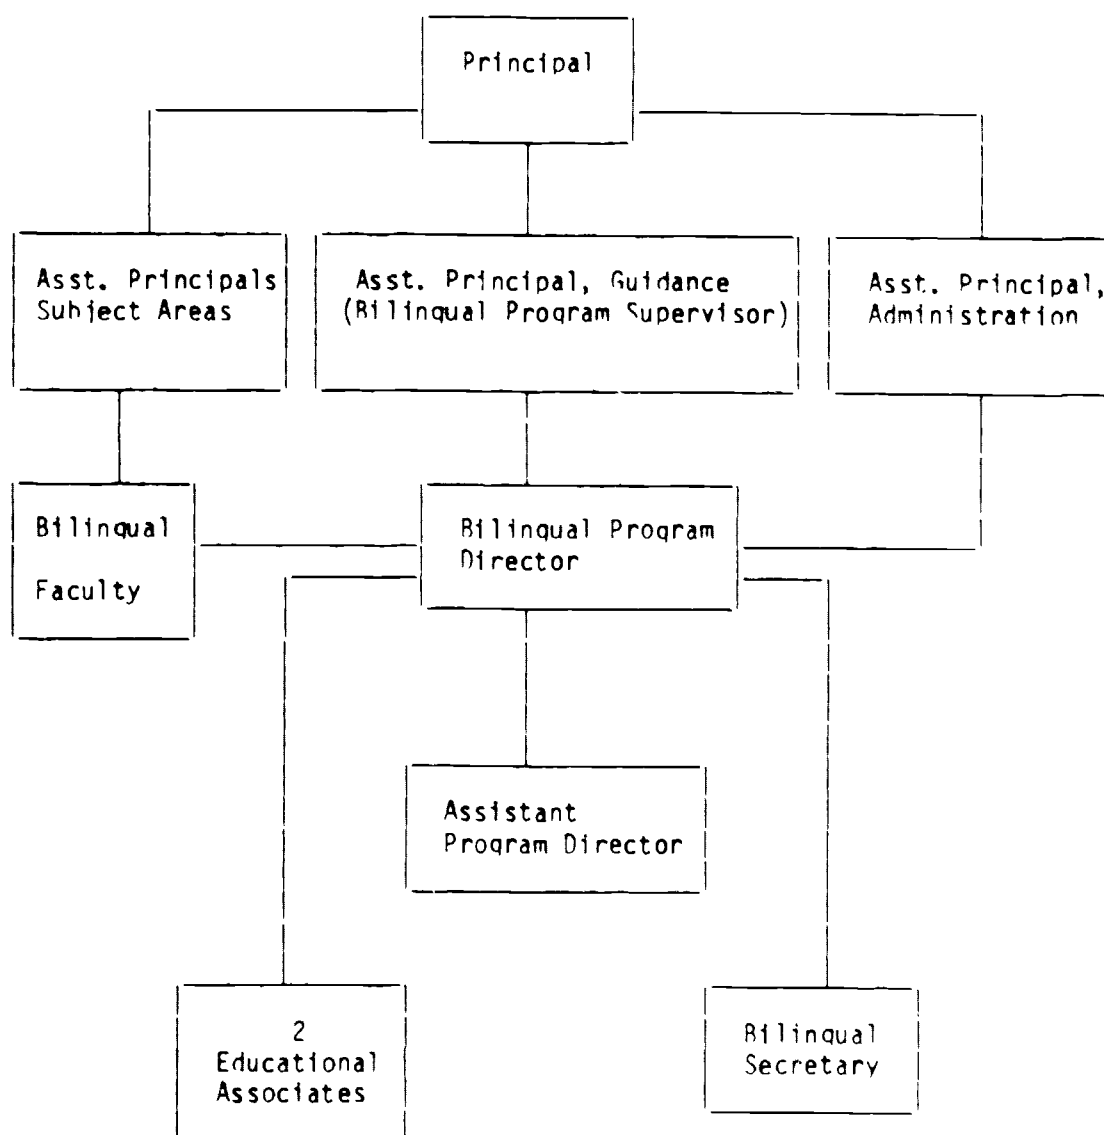 Principal
Asst. Principals
Subject Areas
Asst. Principal, Guidance
(Bilingual Program Supervisor)
Asst. Principal,
Administration
Bilingual
Faculty
Bilingual Program
Director
Assistant
Program Director
2
Educational
Associates
Bilingual
Secretary